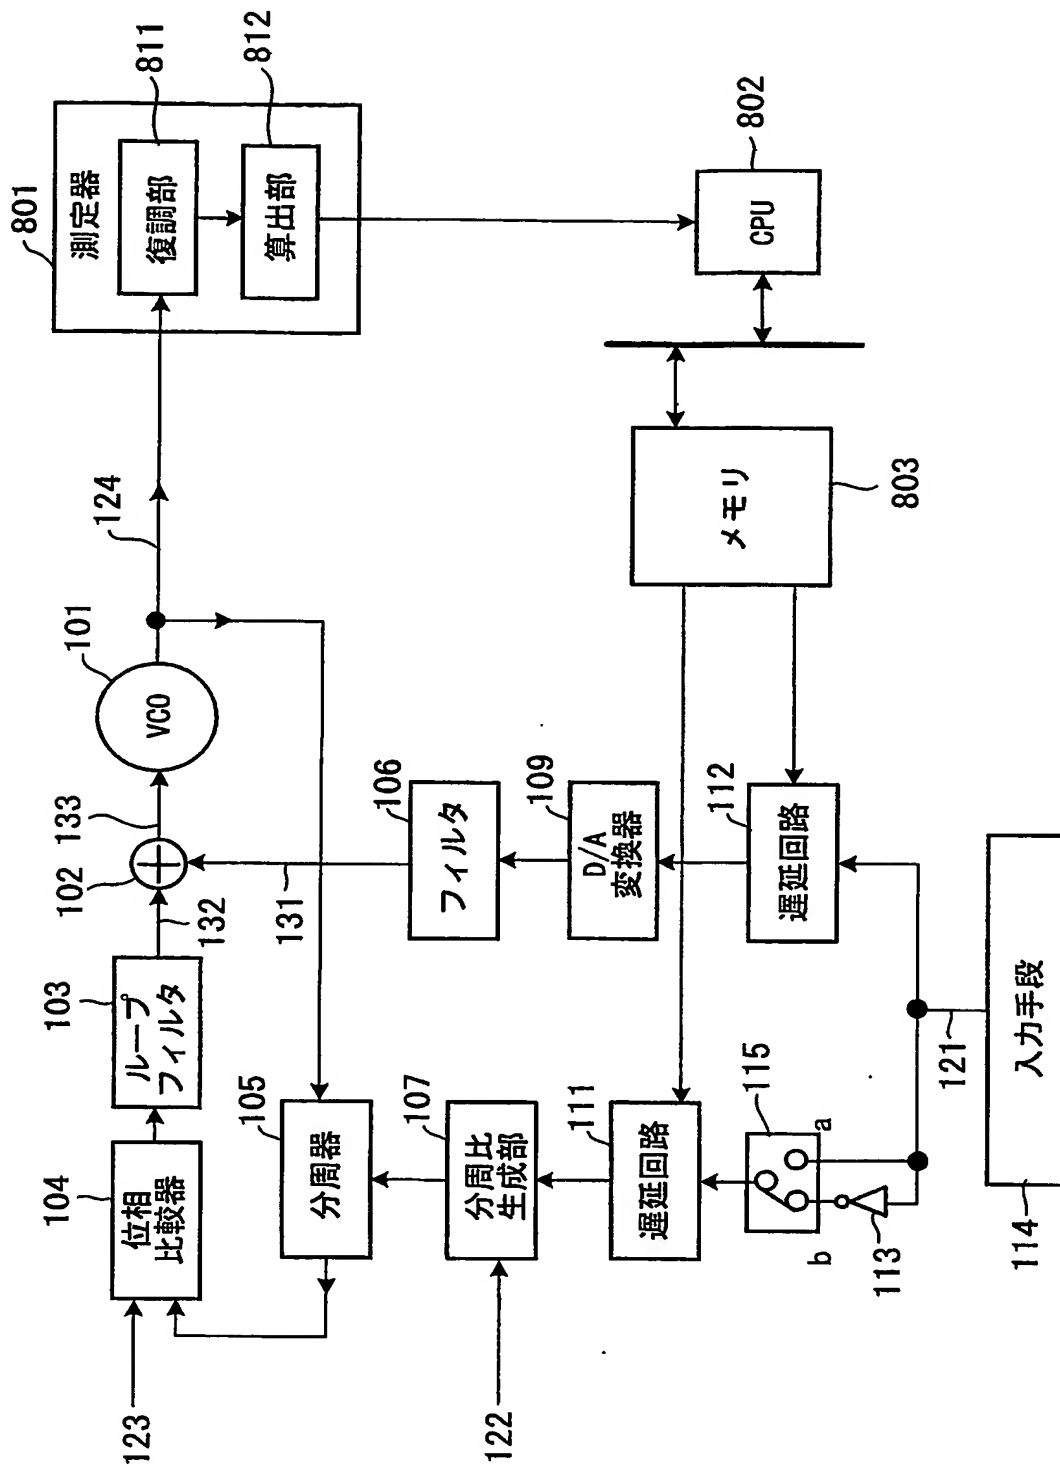 801
測定器
811
復調部
812
算出部
124
101
VCO
133
102
132
103
ループ
フィルタ
104
位相
比較器
123
131
106
フィルタ
105
分周器
802
CPU
803
メモリ
109
D/A
変換器
107
分周比
生成部
122
112
遅延回路
111
遅延回路
115
a
b
113
121
114
入力手段